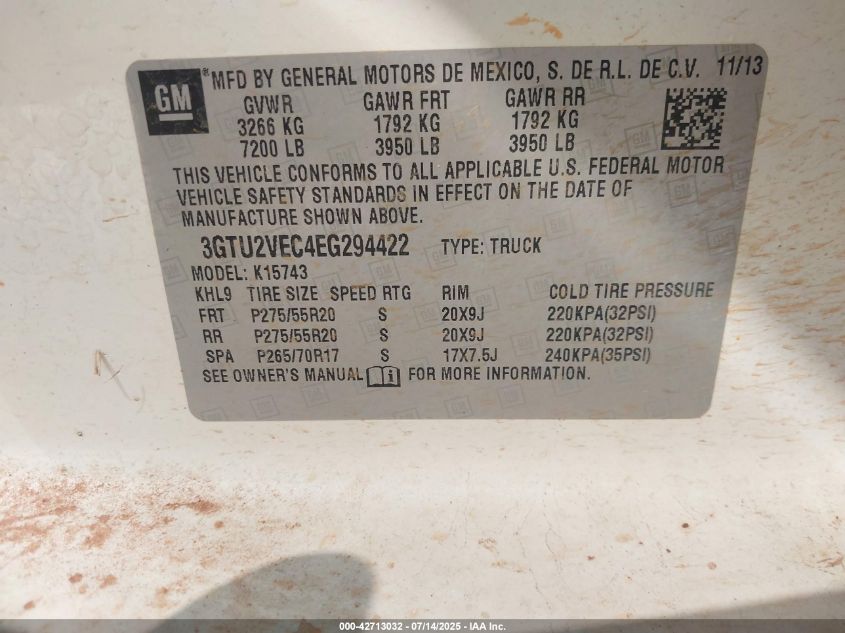 GM ® MFD BY GENERAL MOTORS DE MEXICO, S. DE R.L. DE C.V. 11/13
GVWR GAWR FRT GAWR RR
3266 KG 1792 KG 1792 KG
7200 LB 3950 LB 3950 LB
THIS VEHICLE CONFORMS TO ALL APPLICABLE U.S. FEDERAL MOTOR
VEHICLE SAFETY STANDARDS IN EFFECT ON THE DATE OF
MANUFACTURE SHOWN ABOVE.
3GTU2VEC4EG294422 TYPE: TRUCK
MODEL: K15743
KHL9 TIRE SIZE SPEED RTG RIM COLD TIRE PRESSURE
FRT P275/55R20 S 20X9J 220KPA(32PSI)
RR P275/55R20 S 20X9J 220KPA(32PSI)
SPA P265/70R17 S 17X7.5J 240KPA(35PSI)
SEE OWNER'S MANUAL i FOR MORE INFORMATION.
000-42713032 - 07/14/2025 - IAA Inc.